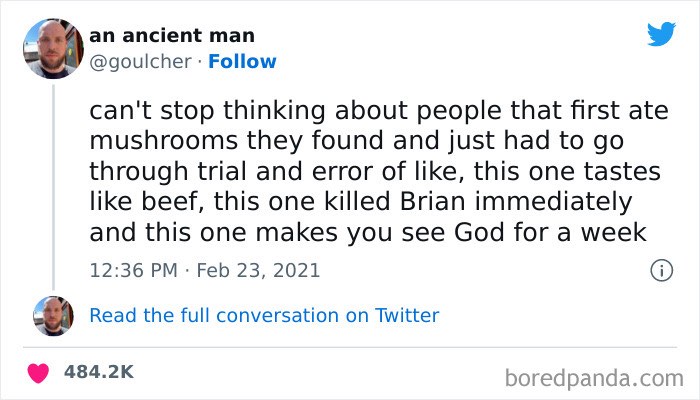 an ancient man
@goulcher · Follow
can't stop thinking about people that first ate
mushrooms they found and just had to go
through trial and error of like, this one tastes
like beef, this one killed Brian immediately
and this one makes you see God for a week
12:36 PM · Feb 23, 2021
Read the full conversation on Twitter
484.2K
boredpanda.com